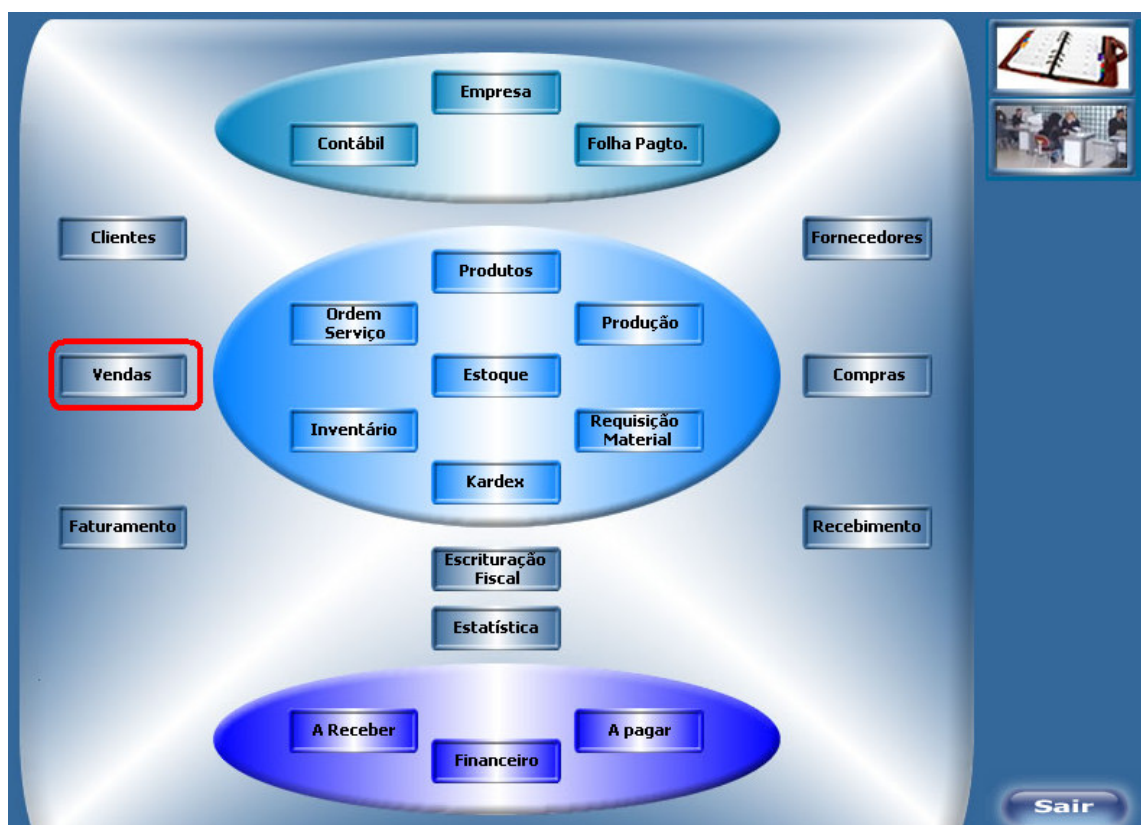 Empresa
Contábil
Folha Pagto.
Clientes
Fornecedores
Produtos
Ordem
Serviço
Produção
Vendas
Estoque
Compras
Inventário
Requisição
Material
Kardex
Faturamento
Recebimento
Escrituração
Fiscal
Estatística
A Receber
A pagar
Financeiro
Sair